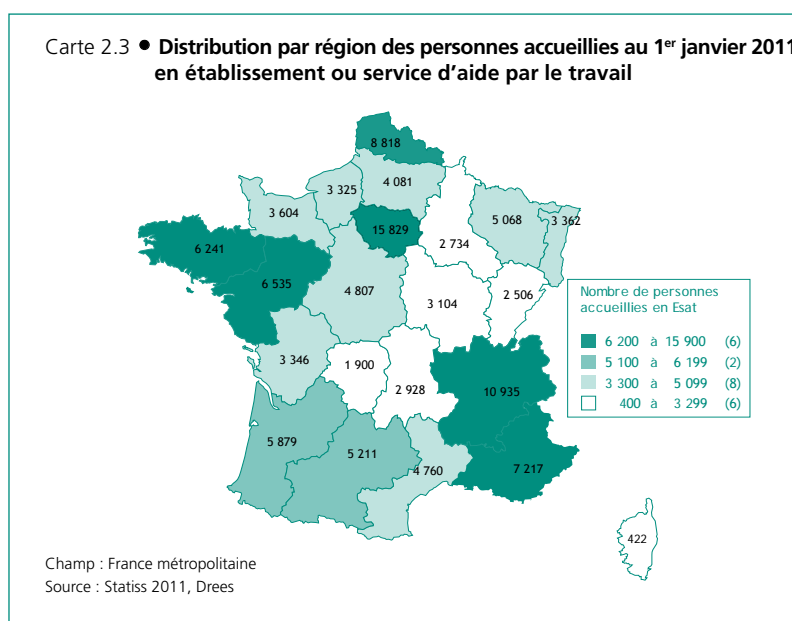 Carte 2.3 ● Distribution par région des personnes accueillies au 1er janvier 2011
en établissement ou service d'aide par le travail
8 818
4 081
3 325
3 604
5 068
3 362
15 829
2 734
6 241
6 535
4 807
3 104
2 506
Nombre de personnes
accueillies en Esat
6 200 à 15 900 (6)
5 100 à 6 199 (2)
3 300 à 5 099 (8)
400 à 3 299 (6)
3 346
1 900
2 928
10 935
5 879
5 211
4 760
7 217
422
Champ : France métropolitaine
Source : Statiss 2011, Drees